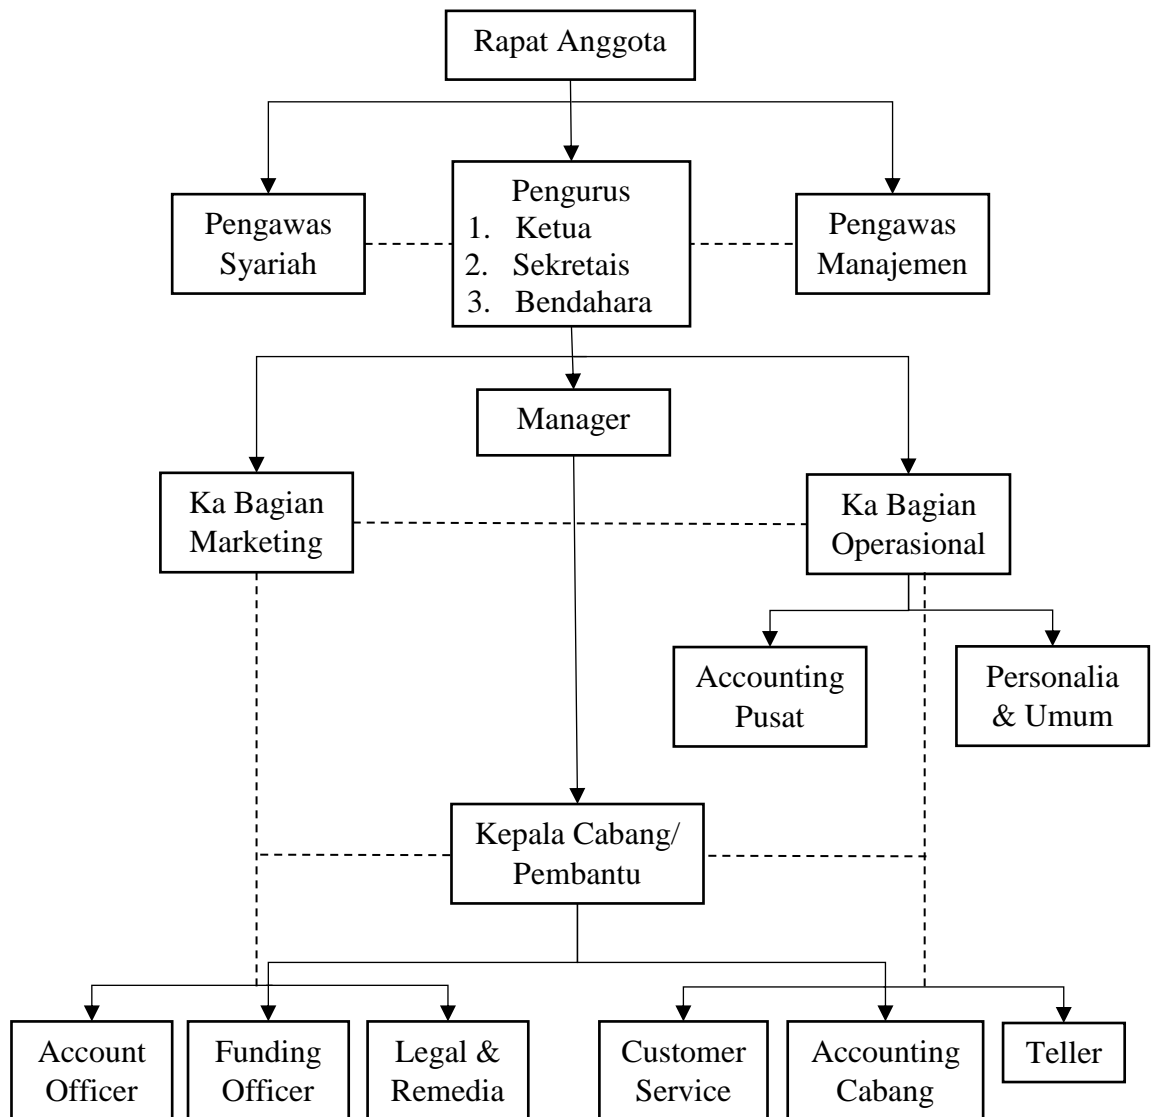 Rapat Anggota
Pengawas
Syariah
Pengurus
1. Ketua
2. Sekretais
3. Bendahara
Pengawas
Manajemen
Manager
Ka Bagian
Marketing
Ka Bagian
Operasional
Accounting
Pusat
Personalia
& Umum
Kepala Cabang/
Pembantu
Account
Officer
Funding
Officer
Legal &
Remedia
Customer
Service
Accounting
Cabang
Teller